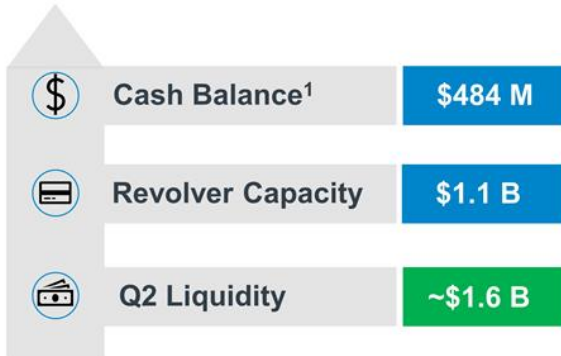 Cash Balance¹ $484 M
Revolver Capacity $1.1 B
Q2 Liquidity ~$1.6 B